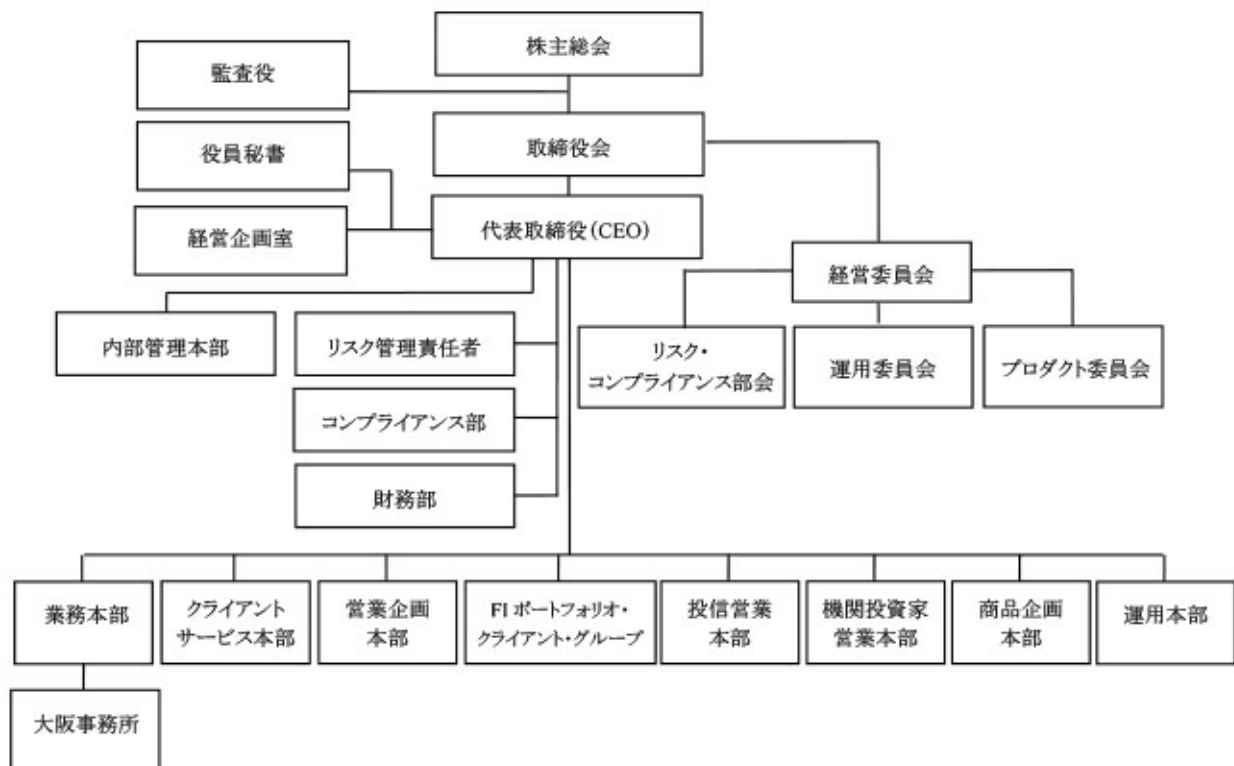 株主総会
監査役
取締役会
役員秘書
代表取締役(CEO)
経営企画室
経営委員会
内部管理本部
リスク管理責任者
リスク・
コンプライアンス部会
運用委員会
プロダクト委員会
コンプライアンス部
財務部
業務本部
クライアント
サービス本部
営業企画
本部
FIポートフォリオ・
クライアント・グループ
投信営業
本部
機関投資家
営業本部
商品企画
本部
運用本部
大阪事務所